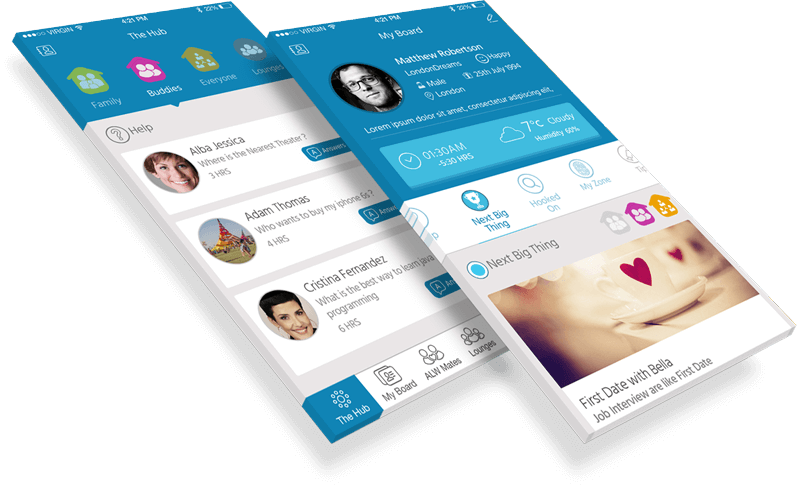 VIRGIN
4:21 PM
22%
The Hub
Family
Buddies
Everyone
Lounges
Help
Alba Jessica
Where is the Nearest Theater?
3 HRS
Answers
Adam Thomas
Who wants to buy my iphone 6s?
4 HRS
Cristina Fernandez
What is the best way to learn java
programming
6 HRS
The Hub
My Board
ALW Mates
Lounges
VIRGIN
4:21 PM
22%
My Board
Matthew Robertson
LondonDreams
Happy
Male
25th July 1994
London
Lorem ipsum dolor sit amet, consectetur adipiscing elit,
01:30AM
-5:30 HRS
7°c Cloudy
Humidity 60%
Next Big
Thing
Hooked
On
My Zone
Next Big Thing
First Date with Bella
Job Interview are like First Date